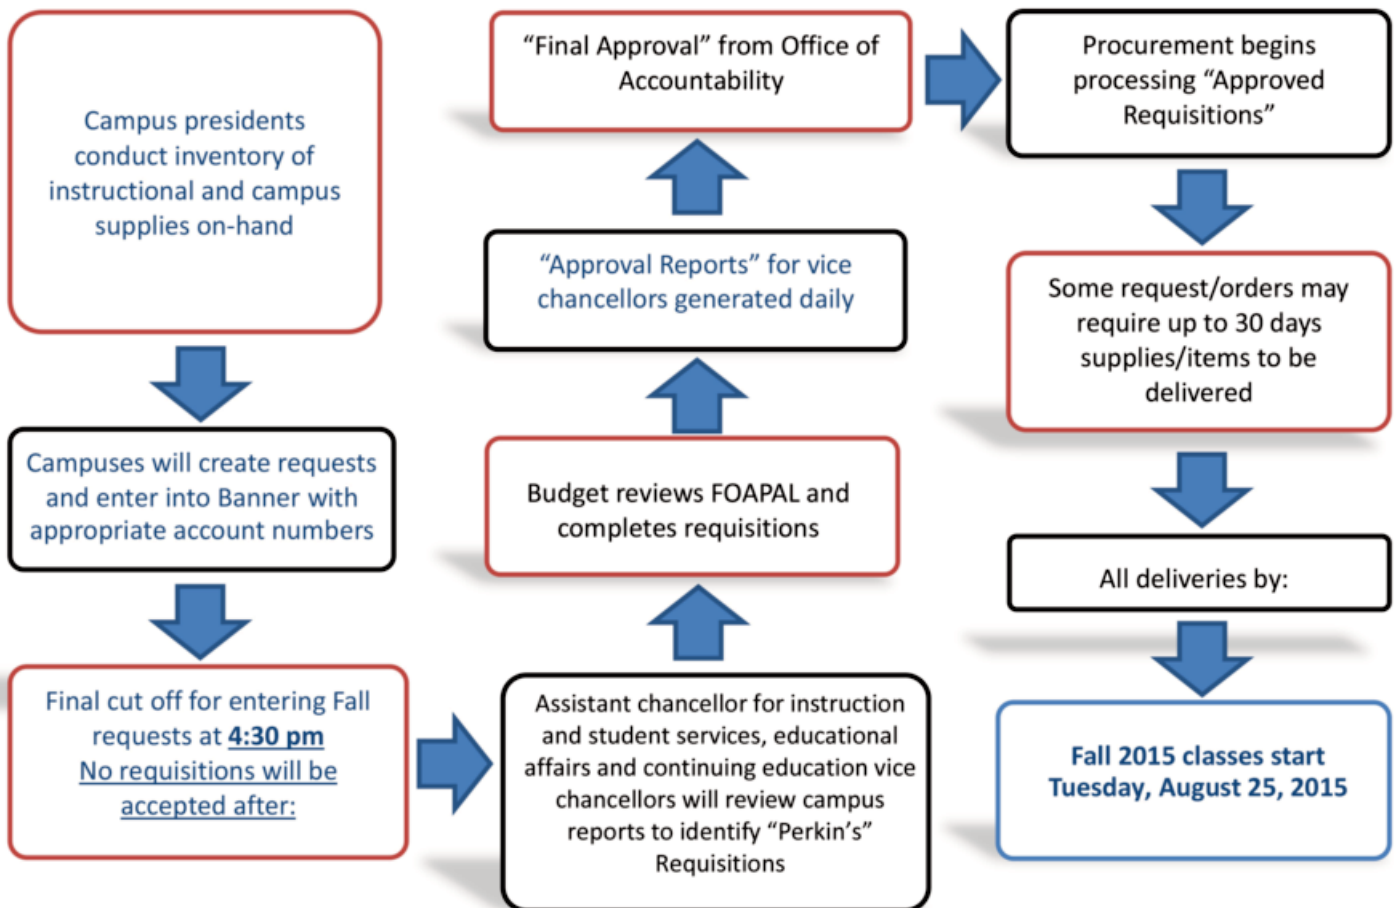 Campus presidents
conduct inventory of
instructional and campus
supplies on-hand
Campuses will create requests
and enter into Banner with
appropriate account numbers
Final cut off for entering Fall
requests at 4:30 pm
No requisitions will be
accepted after:
Assistant chancellor for instruction
and student services, educational
affairs and continuing education vice
chancellors will review campus
reports to identify “Perkin’s”
Requisitions
Budget reviews FOAPAL and
completes requisitions
“Approval Reports” for vice
chancellors generated daily
“Final Approval” from Office of
Accountability
Procurement begins
processing “Approved
Requisitions”
Some request/orders may
require up to 30 days
supplies/items to be
delivered
All deliveries by:
Fall 2015 classes start
Tuesday, August 25, 2015